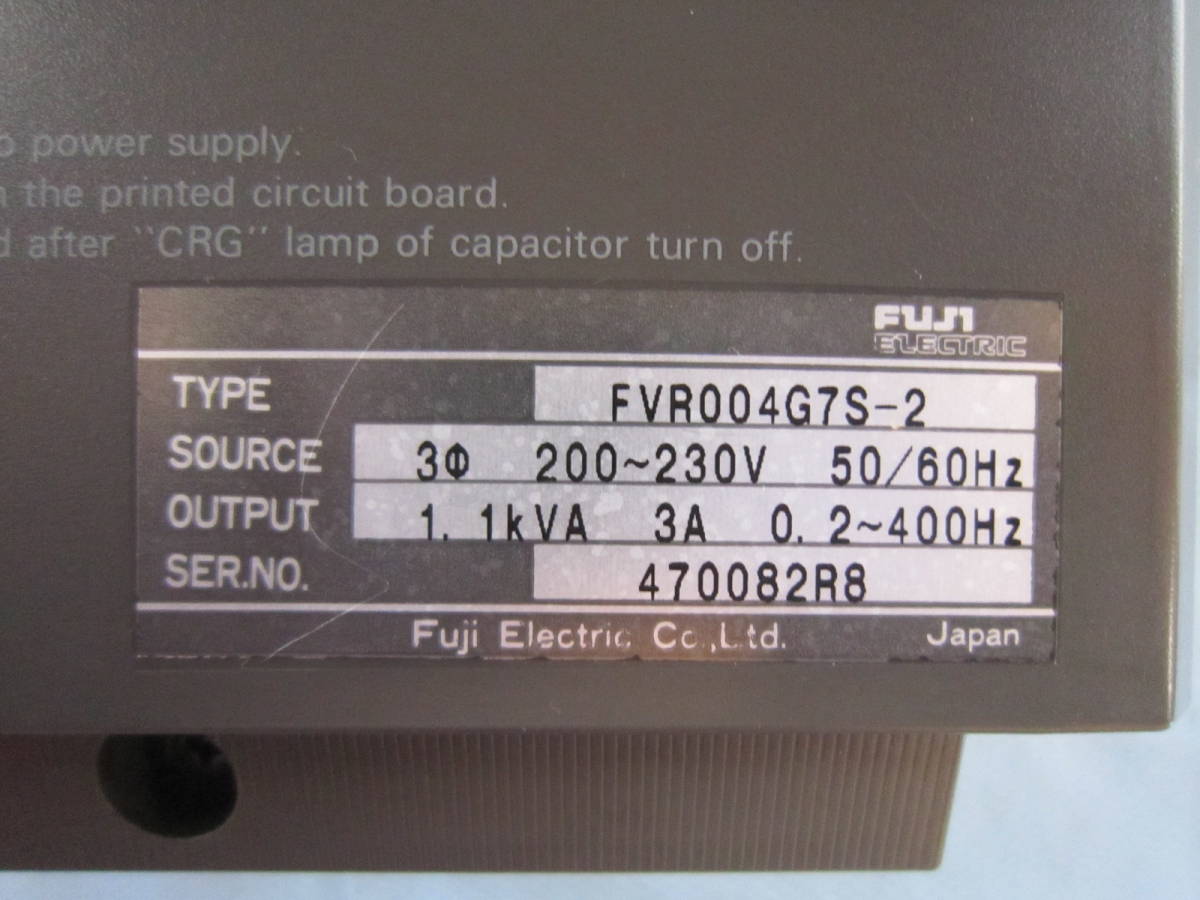 power supply.
the printed circuit board.
after "CRG" lamp of capacitor turn off.
FUJI
ELECTRIC
TYPE FVR004G7S-2
SOURCE 3Φ 200~230V 50/60Hz
OUTPUT 1.1kVA 3A 0.2~400Hz
SER.NO. 470082R8
Fuji Electric Co.,Ltd. Japan